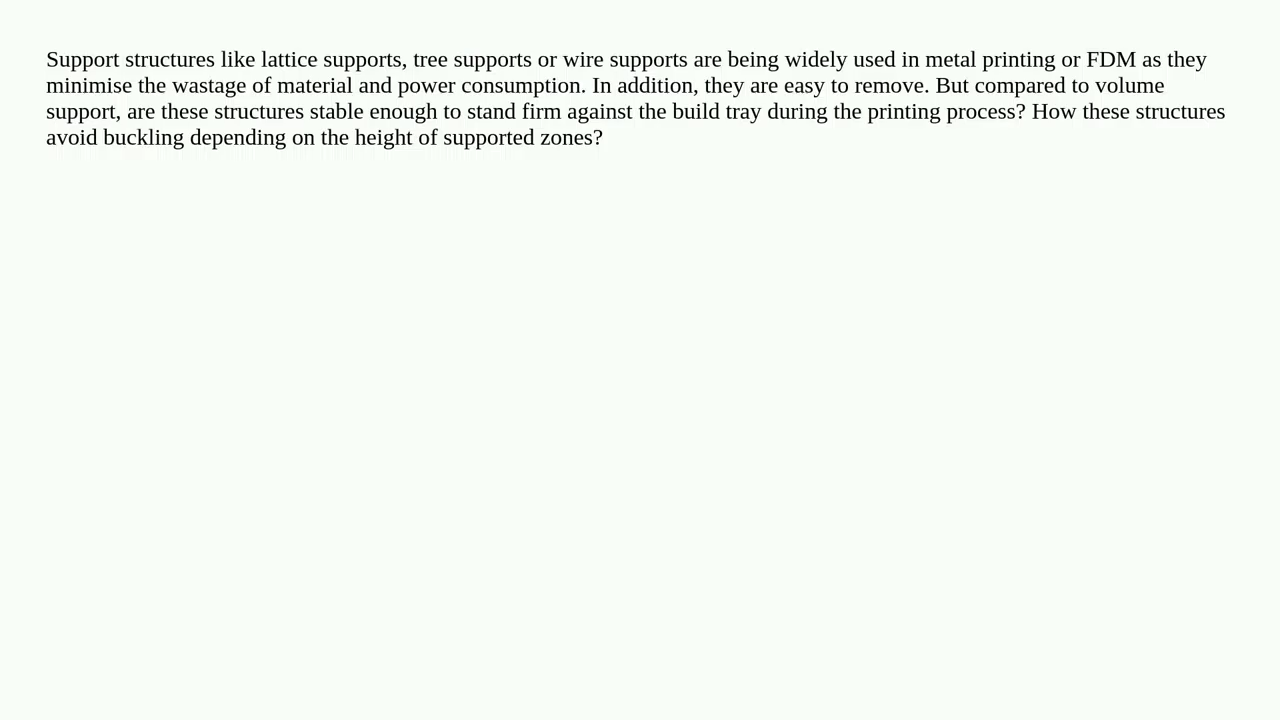 Support structures like lattice supports, tree supports or wire supports are being widely used in metal printing or FDM as they
minimise the wastage of material and power consumption. In addition, they are easy to remove. But compared to volume
support, are these structures stable enough to stand firm against the build tray during the printing process? How these structures
avoid buckling depending on the height of supported zones?